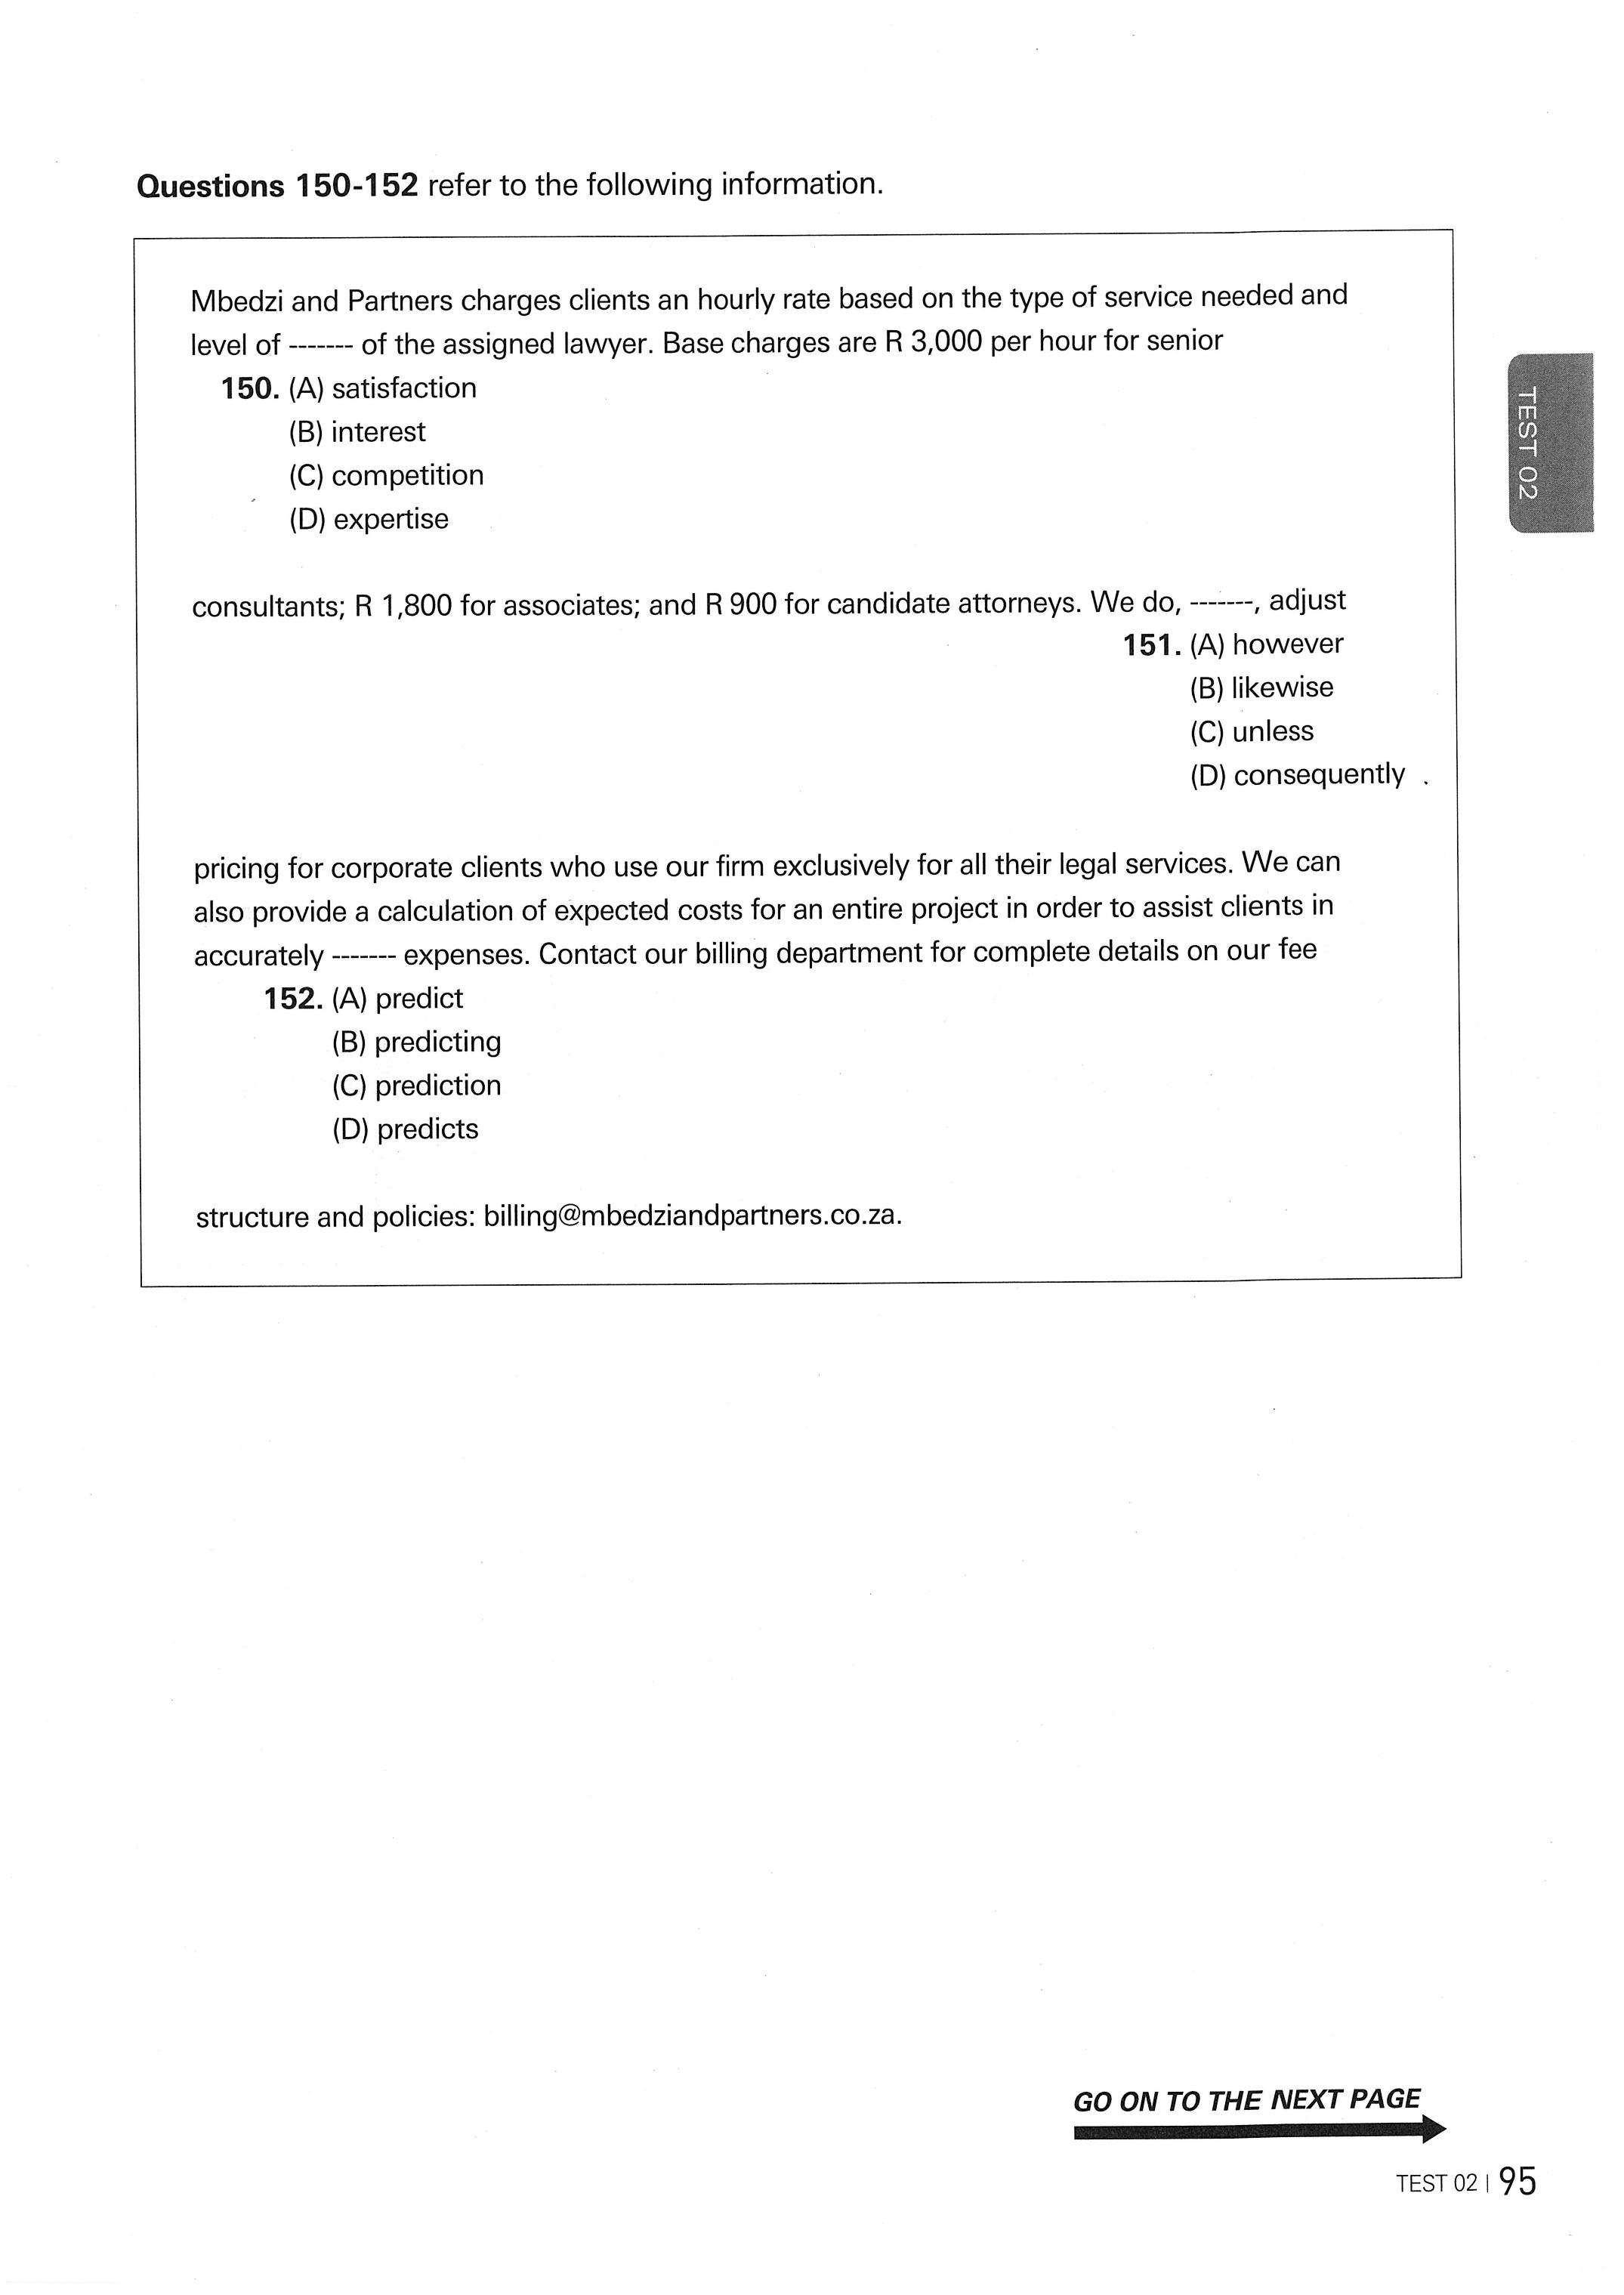 Questions 150-152 refer to the following information.
Mbedzi and Partners charges clients an hourly rate based on the type of service needed and
level of ------- of the assigned lawyer. Base charges are R 3,000 per hour for senior
150. (A) satisfaction
(B) interest
(C) competition
(D) expertise
consultants; R 1,800 for associates; and R 900 for candidate attorneys. We do, -------, adjust
151. (A) however
(B) likewise
(C) unless
(D) consequently
pricing for corporate clients who use our firm exclusively for all their legal services. We can
also provide a calculation of expected costs for an entire project in order to assist clients in
accurately ------- expenses. Contact our billing department for complete details on our fee
152. (A) predict
(B) predicting
(C) prediction
(D) predicts
structure and policies: billing@mbedziandpartners.co.za.
TEST 02
GO ON TO THE NEXT PAGE
TEST 02 | 95